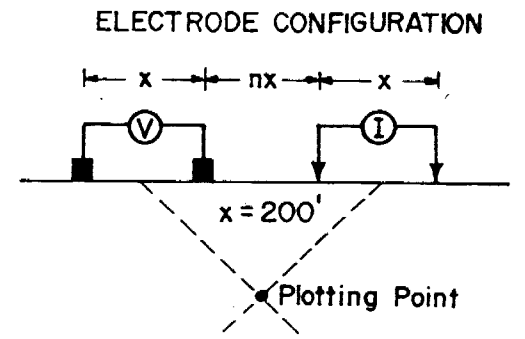 ELECTRODE CONFIGURATION
x nx x
V I
x = 200'
Plotting Point